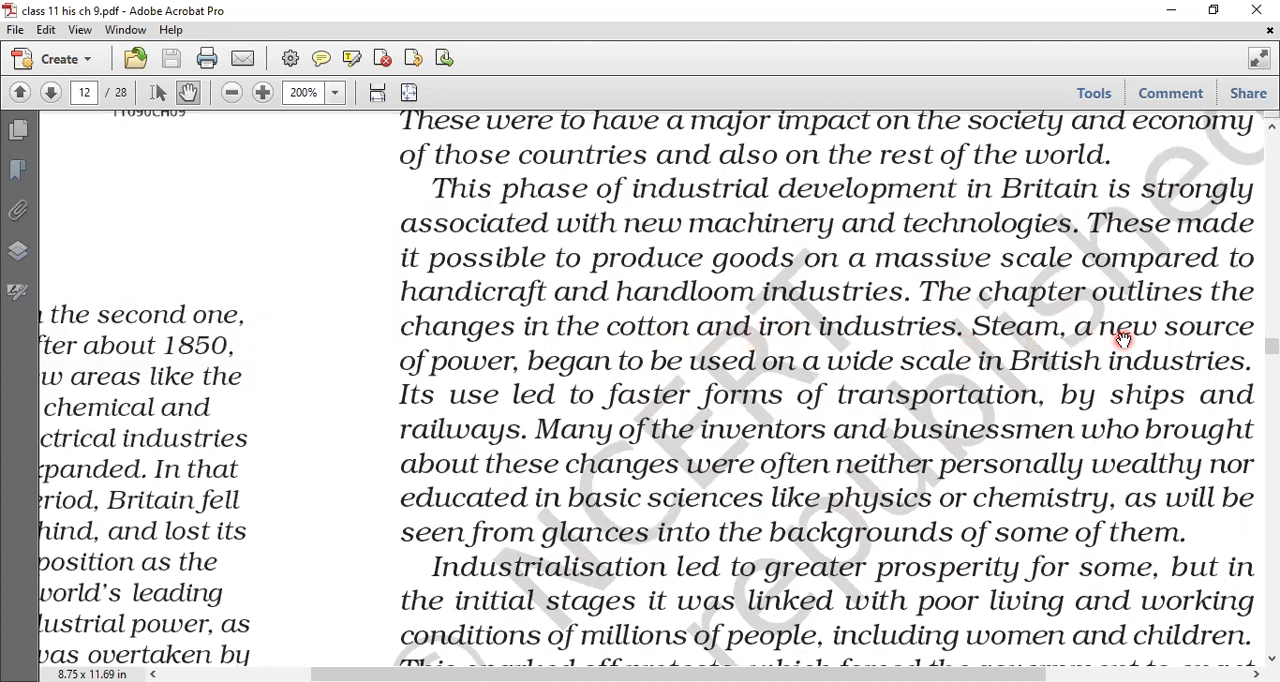 class 11 his ch 9.pdf - Adobe Acrobat Pro
File Edit View Window Help
Create
12 / 28
200%
Tools Comment Share
11090CH09
These were to have a major impact on the society and economy
of those countries and also on the rest of the world.
This phase of industrial development in Britain is strongly
associated with new machinery and technologies. These made
it possible to produce goods on a massive scale compared to
handicraft and handloom industries. The chapter outlines the
changes in the cotton and iron industries. Steam, a new source
of power, began to be used on a wide scale in British industries.
Its use led to faster forms of transportation, by ships and
railways. Many of the inventors and businessmen who brought
about these changes were often neither personally wealthy nor
educated in basic sciences like physics or chemistry, as will be
seen from glances into the backgrounds of some of them.
Industrialisation led to greater prosperity for some, but in
the initial stages it was linked with poor living and working
conditions of millions of people, including women and children.
the second one,
fter about 1850,
w areas like the
chemical and
ctrical industries
xpanded. In that
eriod, Britain fell
hind, and lost its
position as the
world's leading
dustrial power, as
was overtaken by
© NCERT
republished
8.75 x 11.69 in